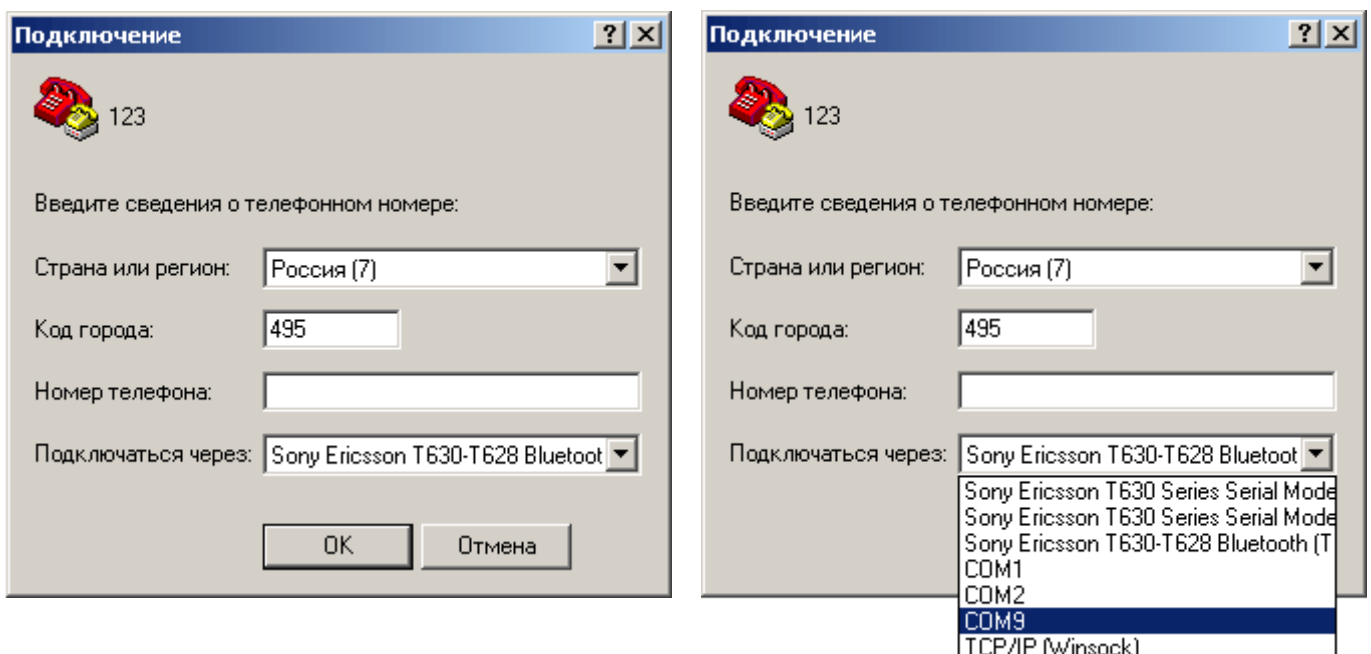 Подключение
123
Введите сведения о телефонном номере:
Страна или регион: Россия (7)
Код города: 495
Номер телефона:
Подключаться через: Sony Ericsson T630-T628 Bluetoot
OK Отмена
Подключение
123
Введите сведения о телефонном номере:
Страна или регион: Россия (7)
Код города: 495
Номер телефона:
Подключаться через: Sony Ericsson T630-T628 Bluetoot
Sony Ericsson T630 Series Serial Mode
Sony Ericsson T630 Series Serial Mode
Sony Ericsson T630-T628 Bluetooth (T
COM1
COM2
COM9
TCP/IP (Winsock)